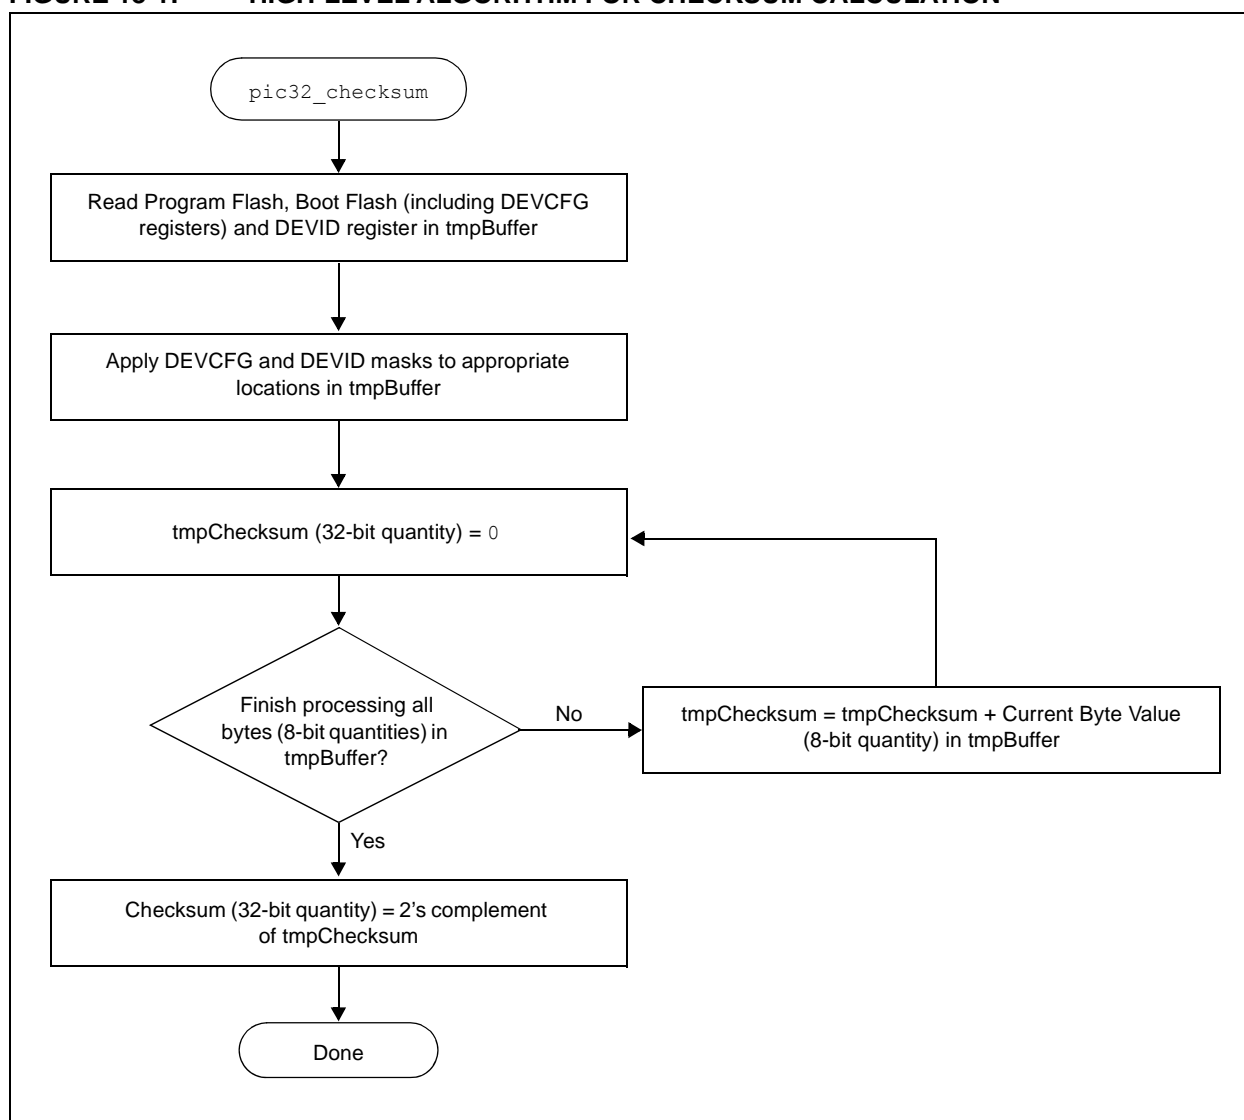 pic32_checksum
Read Program Flash, Boot Flash (including DEVCFG
registers) and DEVID register in tmpBuffer
Apply DEVCFG and DEVID masks to appropriate
locations in tmpBuffer
tmpChecksum (32-bit quantity) = 0
Finish processing all
bytes (8-bit quantities) in
tmpBuffer?
No
tmpChecksum = tmpChecksum + Current Byte Value
(8-bit quantity) in tmpBuffer
Yes
Checksum (32-bit quantity) = 2's complement
of tmpChecksum
Done